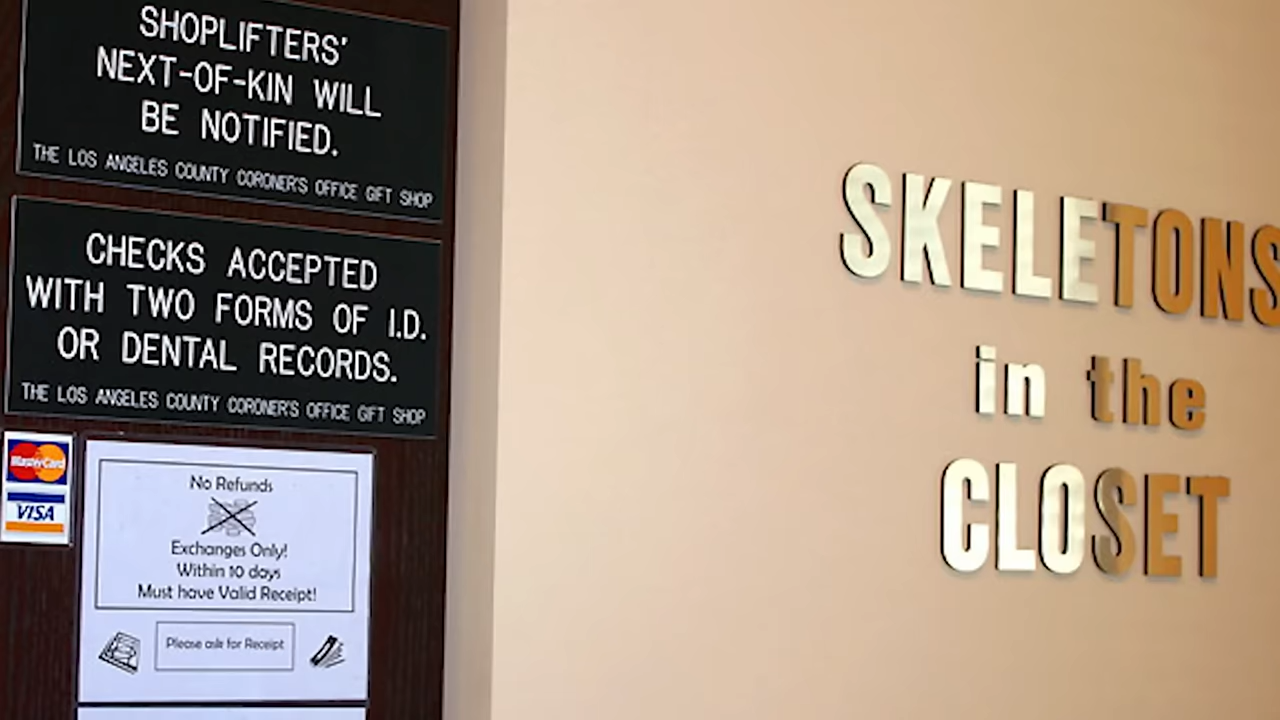 SHOPLIFTERS'
NEXT-OF-KIN WILL
BE NOTIFIED.
THE LOS ANGELES COUNTY CORONER'S OFFICE GIFT SHOP
CHECKS ACCEPTED
WITH TWO FORMS OF I.D.
OR DENTAL RECORDS.
THE LOS ANGELES COUNTY CORONER'S OFFICE GIFT SHOP
MasterCard
VISA
No Refunds
Exchanges Only!
Within 10 days
Must have Valid Receipt!
Please ask for Receipt
SKELETONS
in the
CLOSET